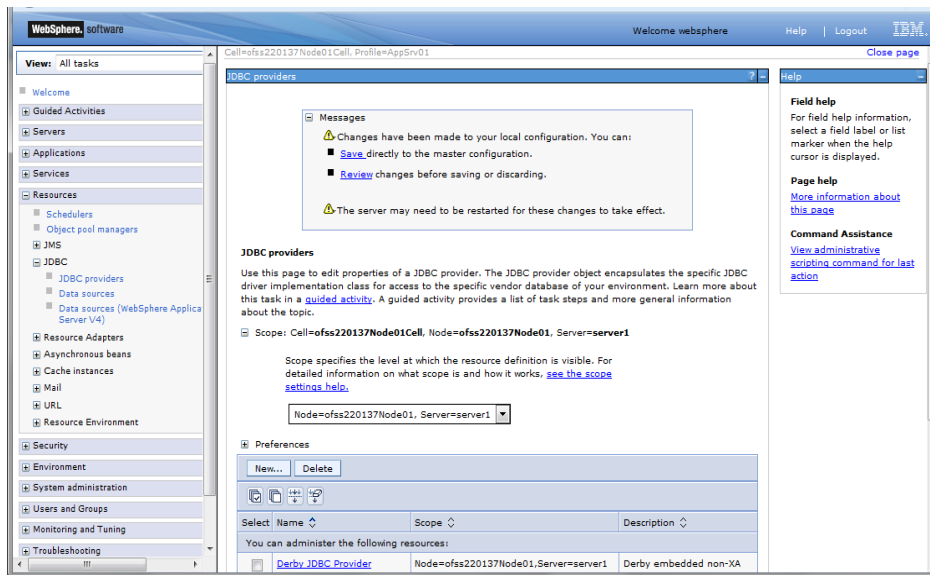 WebSphere. software
Welcome websphere
Help | Logout
IBM.
View: All tasks
Welcome
Guided Activities
Servers
Applications
Services
Resources
Schedulers
Object pool managers
JMS
JDBC
JDBC providers
Data sources
Data sources (WebSphere Applica
Server V4)
Resource Adapters
Asynchronous beans
Cache instances
Mail
URL
Resource Environment
Security
Environment
System administration
Users and Groups
Monitoring and Tuning
Troubleshooting
Cell=ofss220137Node01Cell, Profile=AppSrv01
Close page
JDBC providers
? -
Messages
Changes have been made to your local configuration. You can:
Save directly to the master configuration.
Review changes before saving or discarding.
The server may need to be restarted for these changes to take effect.
JDBC providers
Use this page to edit properties of a JDBC provider. The JDBC provider object encapsulates the specific JDBC
driver implementation class for access to the specific vendor database of your environment. Learn more about
this task in a guided activity. A guided activity provides a list of task steps and more general information
about the topic.
Scope: Cell=ofss220137Node01Cell, Node=ofss220137Node01, Server=server1
Scope specifies the level at which the resource definition is visible. For
detailed information on what scope is and how it works, see the scope
settings help.
Node=ofss220137Node01, Server=server1
Preferences
New... Delete
Select Name Scope Description
You can administer the following resources:
Derby JDBC Provider Node=ofss220137Node01,Server=server1 Derby embedded non-XA
Help
Field help
For field help information,
select a field label or list
marker when the help
cursor is displayed.
Page help
More information about
this page
Command Assistance
View administrative
scripting command for last
action